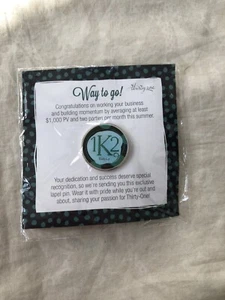 Way to go!
thirty-one
Congratulations on working your business
and building momentum by averaging at least
$1,000 PV and two parties per month this summer.
1K2
Your dedication and success deserve special
recognition, so we're sending you this exclusive
lapel pin. Wear it with pride while you're out and
about, sharing your passion for Thirty-One!